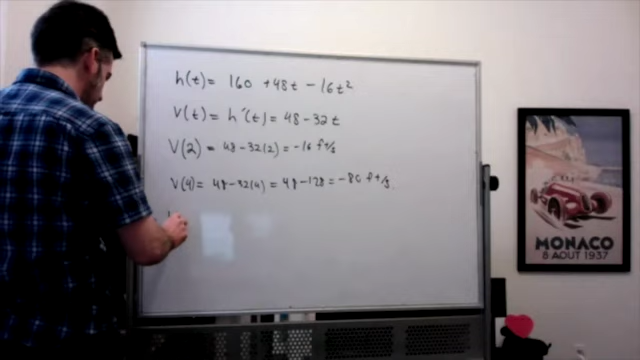 h(t) = 160 + 48t - 16t²
V(t) = h'(t) = 48 - 32t
V(2) = 48 - 32(2) = -16 ft/s
V(4) = 48 - 32(4) = 48 - 128 = -80 ft/s.
MONACO
8 AOUT 1937